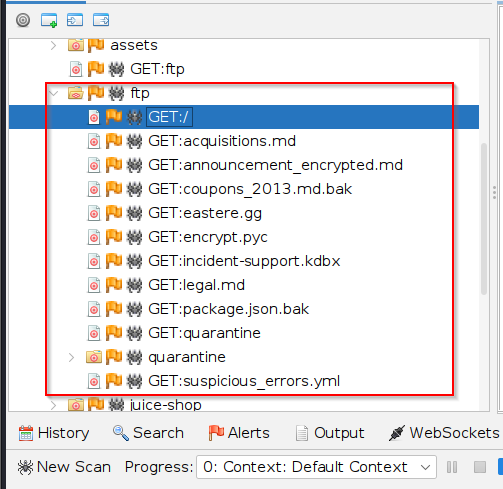 assets
GET:ftp
ftp
GET:/
GET:acquisitions.md
GET:announcement_encrypted.md
GET:coupons_2013.md.bak
GET:eastere.gg
GET:encrypt.pyc
GET:incident-support.kdbx
GET:legal.md
GET:package.json.bak
GET:quarantine
quarantine
GET:suspicious_errors.yml
juice-shop
History Search Alerts Output WebSockets
New Scan Progress: 0: Context: Default Context